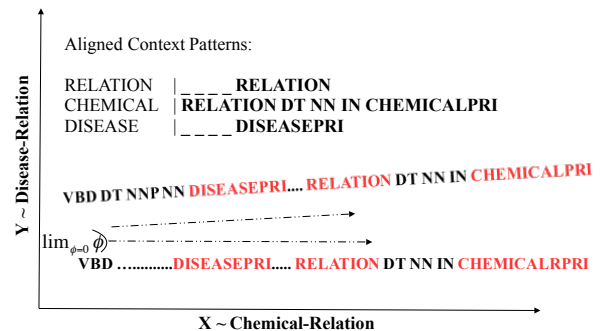 Aligned Context Patterns:
RELATION | _ _ _ _ RELATION
CHEMICAL | RELATION DT NN IN CHEMICALPRI
DISEASE | _ _ _ _ DISEASEPRI
Y ~ Disease-Relation
VBD DT NNP NN DISEASEPRI.... RELATION DT NN IN CHEMICALPRI
lim ϕ=0 ϕ
VBD ............DISEASEPRI..... RELATION DT NN IN CHEMICALRPRI
X ~ Chemical-Relation